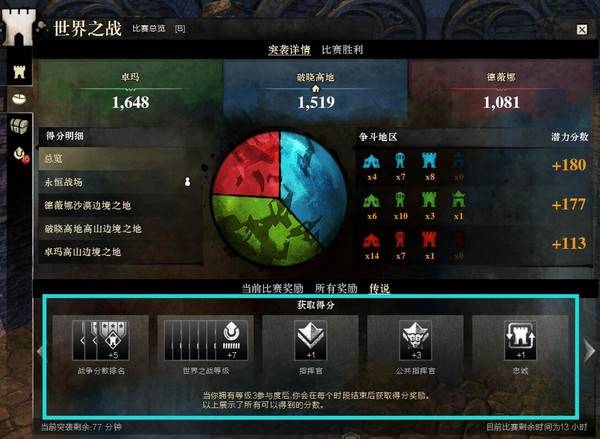 世界之战 比赛总览 [B]
突袭详情 比赛胜利
卓玛 破晓高地 德薇娜
1,648 1,519 1,081
得分明细
总览
永恒战场
德薇娜沙漠边境之地
破晓高地高山边境之地
卓玛高山边境之地
争斗地区 潜力分数
x4 x7 x8 x0 +180
x6 x10 x3 x1 +177
x14 x7 x1 x0 +113
当前比赛奖励 所有奖励 传说
获取得分
+5 +7 +1 +3 +1
战争分数排名 世界之战等级 指挥官 公共指挥官 忠诚
当你拥有等级3参与度后,你会在每个时段结束后获取得分奖励。
以上展示了所有可以得到的分数。
当前突袭剩余:77 分钟 目前比赛剩余时间为13 小时